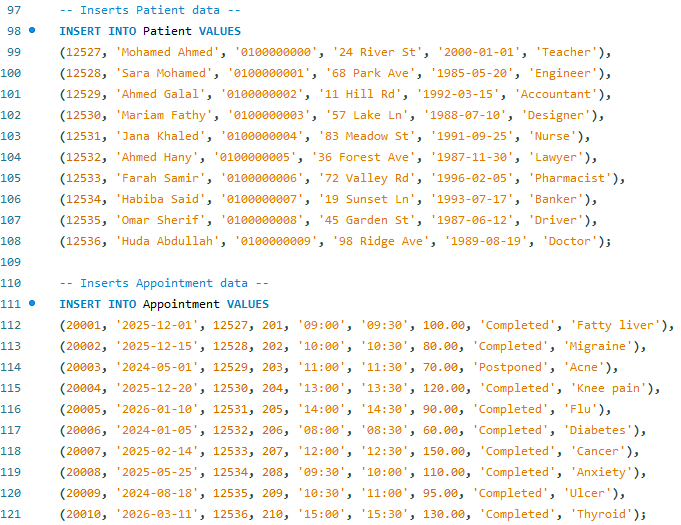 97 -- Inserts Patient data --
98 INSERT INTO Patient VALUES
99 (12527, 'Mohamed Ahmed', '0100000000', '24 River St', '2000-01-01', 'Teacher'),
100 (12528, 'Sara Mohamed', '0100000001', '68 Park Ave', '1985-05-20', 'Engineer'),
101 (12529, 'Ahmed Galal', '0100000002', '11 Hill Rd', '1992-03-15', 'Accountant'),
102 (12530, 'Mariam Fathy', '0100000003', '57 Lake Ln', '1988-07-10', 'Designer'),
103 (12531, 'Jana Khaled', '0100000004', '83 Meadow St', '1991-09-25', 'Nurse'),
104 (12532, 'Ahmed Hany', '0100000005', '36 Forest Ave', '1987-11-30', 'Lawyer'),
105 (12533, 'Farah Samir', '0100000006', '72 Valley Rd', '1996-02-05', 'Pharmacist'),
106 (12534, 'Habiba Said', '0100000007', '19 Sunset Ln', '1993-07-17', 'Banker'),
107 (12535, 'Omar Sherif', '0100000008', '45 Garden St', '1987-06-12', 'Driver'),
108 (12536, 'Huda Abdullah', '0100000009', '98 Ridge Ave', '1989-08-19', 'Doctor');
109
110 -- Inserts Appointment data --
111 INSERT INTO Appointment VALUES
112 (20001, '2025-12-01', 12527, 201, '09:00', '09:30', 100.00, 'Completed', 'Fatty liver'),
113 (20002, '2025-12-15', 12528, 202, '10:00', '10:30', 80.00, 'Completed', 'Migraine'),
114 (20003, '2024-05-01', 12529, 203, '11:00', '11:30', 70.00, 'Postponed', 'Acne'),
115 (20004, '2025-12-20', 12530, 204, '13:00', '13:30', 120.00, 'Completed', 'Knee pain'),
116 (20005, '2026-01-10', 12531, 205, '14:00', '14:30', 90.00, 'Completed', 'Flu'),
117 (20006, '2024-01-05', 12532, 206, '08:00', '08:30', 60.00, 'Completed', 'Diabetes'),
118 (20007, '2025-02-14', 12533, 207, '12:00', '12:30', 150.00, 'Completed', 'Cancer'),
119 (20008, '2025-05-25', 12534, 208, '09:30', '10:00', 110.00, 'Completed', 'Anxiety'),
120 (20009, '2024-08-18', 12535, 209, '10:30', '11:00', 95.00, 'Completed', 'Ulcer'),
121 (20010, '2026-03-11', 12536, 210, '15:00', '15:30', 130.00, 'Completed', 'Thyroid');